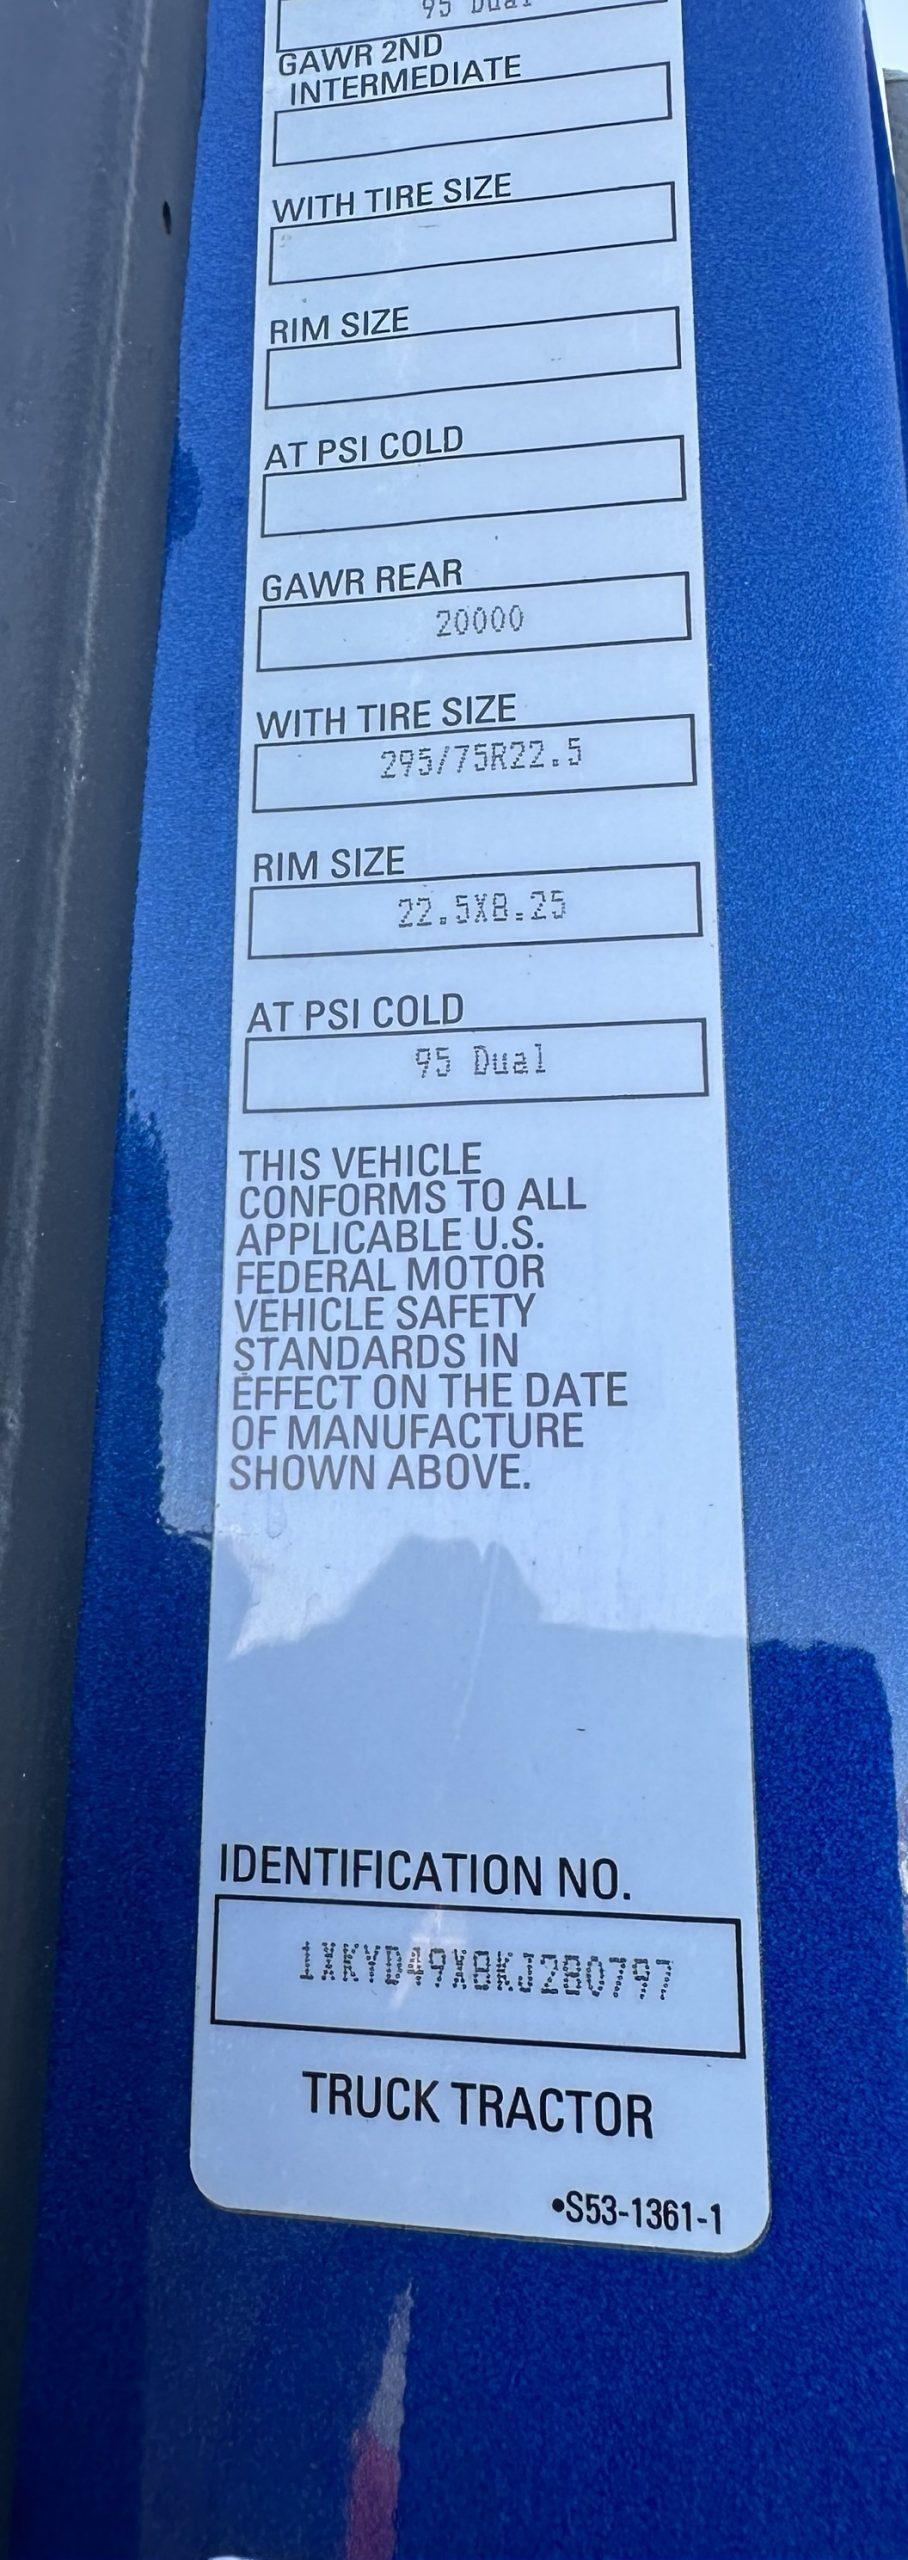 95 Dual
GAWR 2ND
INTERMEDIATE
WITH TIRE SIZE
RIM SIZE
AT PSI COLD
GAWR REAR
20000
WITH TIRE SIZE
295/75R22.5
RIM SIZE
22.5X8.25
AT PSI COLD
95 Dual
THIS VEHICLE
CONFORMS TO ALL
APPLICABLE U.S.
FEDERAL MOTOR
VEHICLE SAFETY
STANDARDS IN
EFFECT ON THE DATE
OF MANUFACTURE
SHOWN ABOVE.
IDENTIFICATION NO.
TRUCK TRACTOR
•S53-1361-1